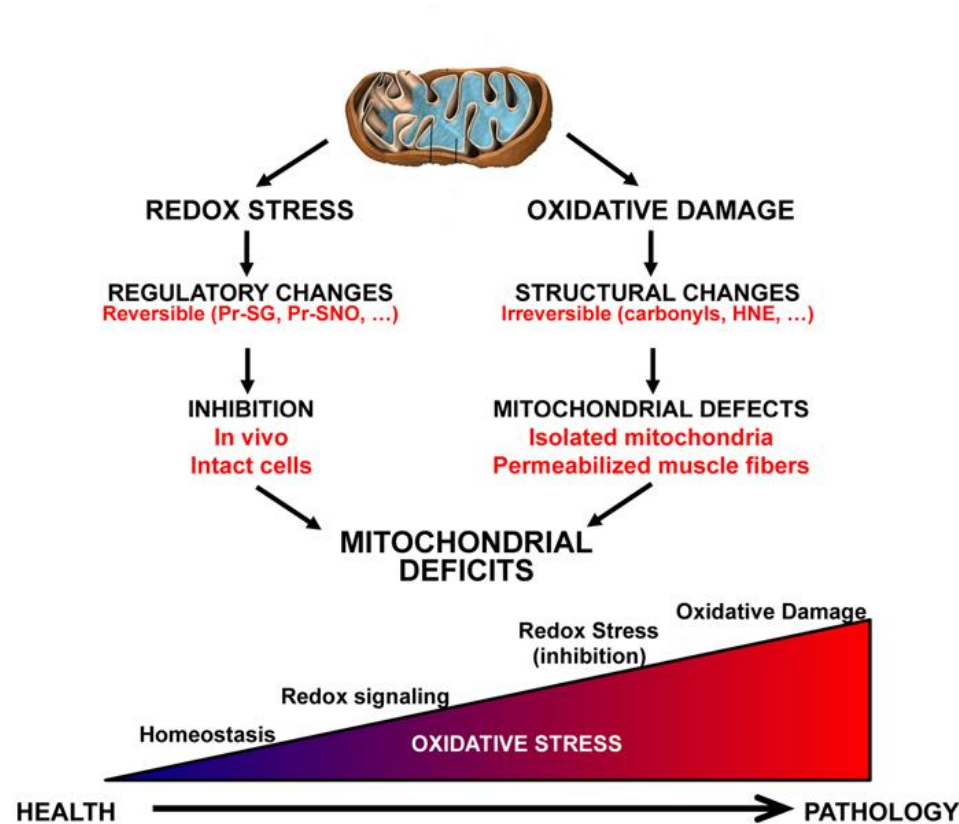 REDOX STRESS
OXIDATIVE DAMAGE
REGULATORY CHANGES
Reversible (Pr-SG, Pr-SNO, ...)
STRUCTURAL CHANGES
Irreversible (carbonyls, HNE, ...)
INHIBITION
In vivo
Intact cells
MITOCHONDRIAL DEFECTS
Isolated mitochondria
Permeabilized muscle fibers
MITOCHONDRIAL
DEFICITS
Homeostasis
Redox signaling
Redox Stress
(inhibition)
Oxidative Damage
OXIDATIVE STRESS
HEALTH
PATHOLOGY